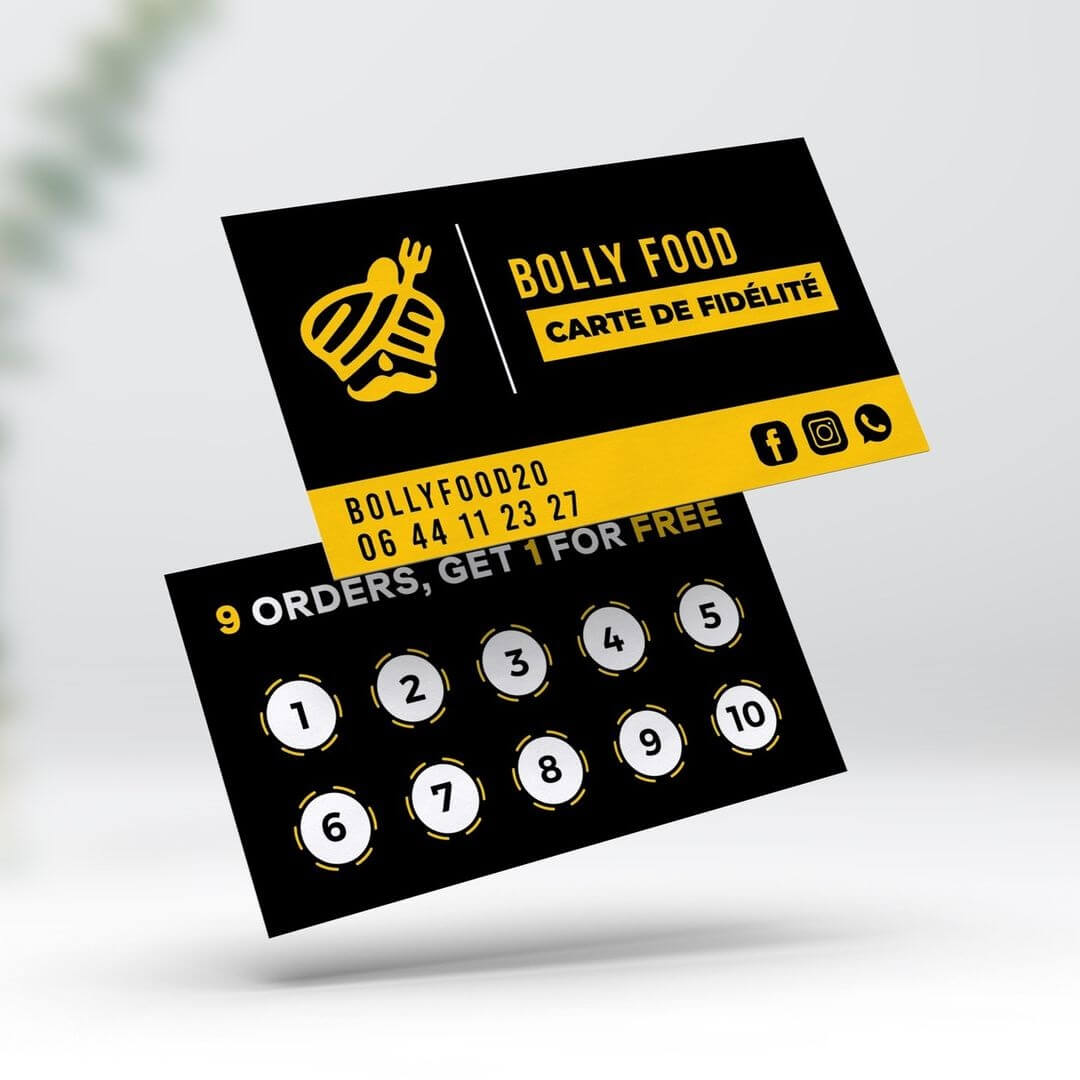 BOLLY FOOD
CARTE DE FIDÉLITÉ
BOLLYFOOD20
06 44 11 23 27
9 ORDERS, GET 1 FOR FREE
1 2 3 4 5
6 7 8 9 10